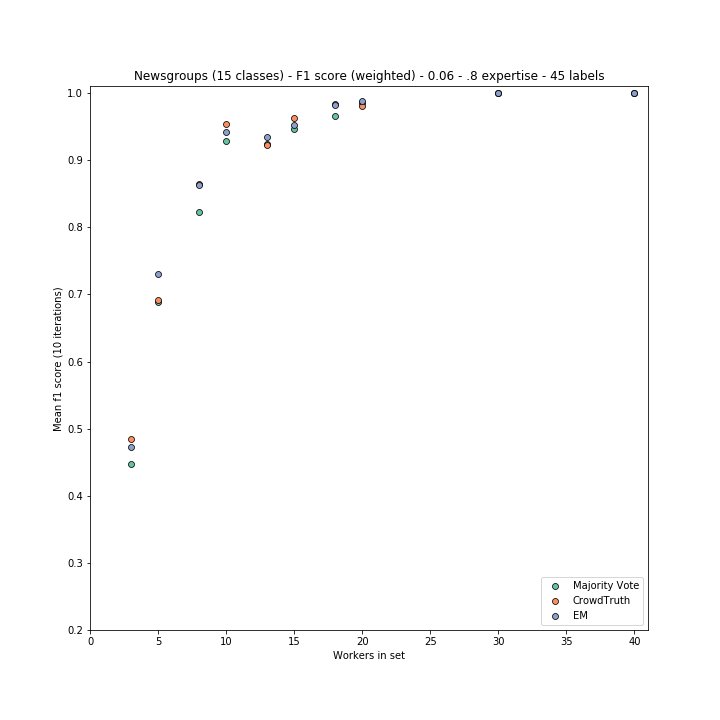 Newsgroups (15 classes) - F1 score (weighted) - 0.06 - .8 expertise - 45 labels
1.0
0.9
0.8
0.7
0.6
0.5
0.4
0.3
0.2
Mean f1 score (10 iterations)
Majority Vote
CrowdTruth
EM
0 5 10 15 20 25 30 35 40
Workers in set